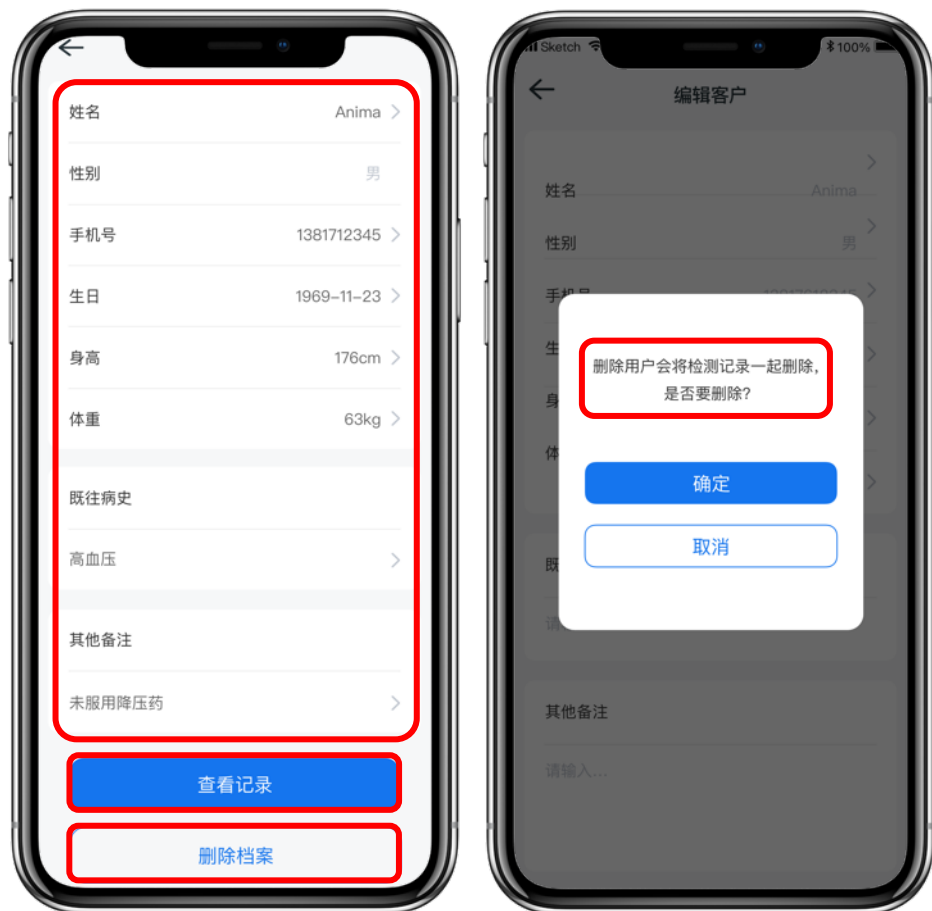 姓名
Anima
性别
男
手机号
1381712345
生日
1969-11-23
身高
176cm
体重
63kg
既往病史
高血压
其他备注
未服用降压药
查看记录
删除档案
Sketch
100%
编辑客户
姓名
Anima
性别
男
删除用户会将检测记录一起删除，
是否要删除？
确定
取消
其他备注
请输入...